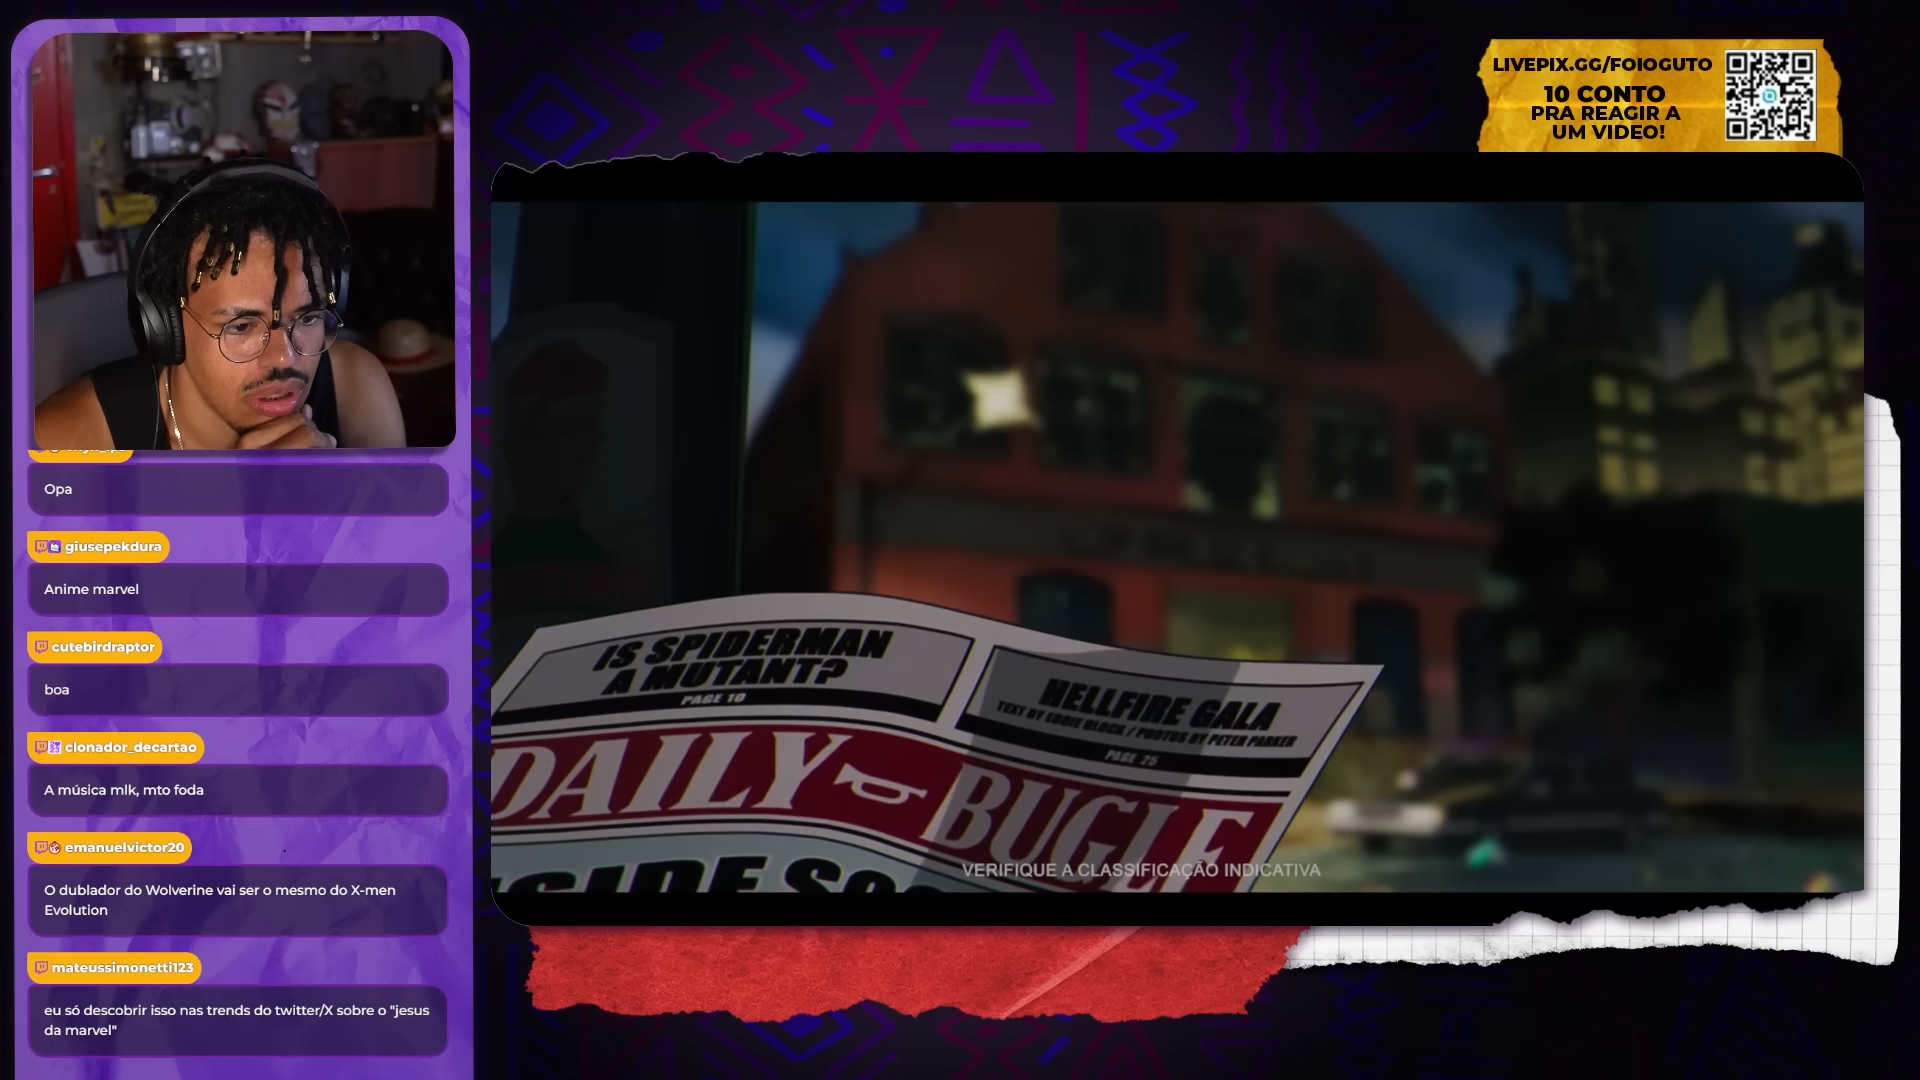 LIVEPIX.GG/FOIOGUTO
10 CONTO
PRA REAGIR A
UM VIDEO!
Opa
giusepekdura
Anime marvel
cutebirdraptor
boa
clonador_decartao
A música mlk, mto foda
emanuelvictor20
O dublador do Wolverine vai ser o mesmo do X-men
Evolution
mateussimonetti123
eu só descobrir isso nas trends do twitter/X sobre o "jesus
da marvel"
IS SPIDERMAN
A MUTANT?
PAGE 10
HELLFIRE GALA
TEXT BY EDDIE BLOCK / PHOTOS BY PETER PARKER
PAGE 25
DAILY BUGLE
VERIFIQUE A CLASSIFICAÇÃO INDICATIVA